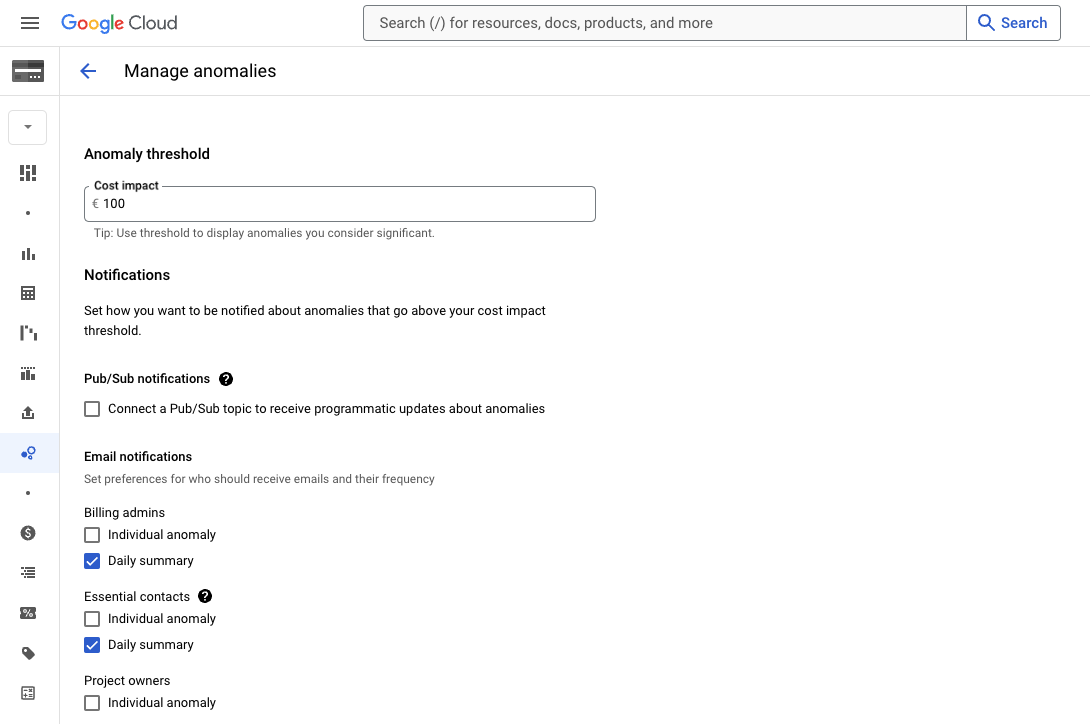 Google Cloud
Search (/) for resources, docs, products, and more
Search
Manage anomalies
Anomaly threshold
Cost impact
€ 100
Tip: Use threshold to display anomalies you consider significant.
Notifications
Set how you want to be notified about anomalies that go above your cost impact
threshold.
Pub/Sub notifications
Connect a Pub/Sub topic to receive programmatic updates about anomalies
Email notifications
Set preferences for who should receive emails and their frequency
Billing admins
Individual anomaly
Daily summary
Essential contacts
Individual anomaly
Daily summary
Project owners
Individual anomaly